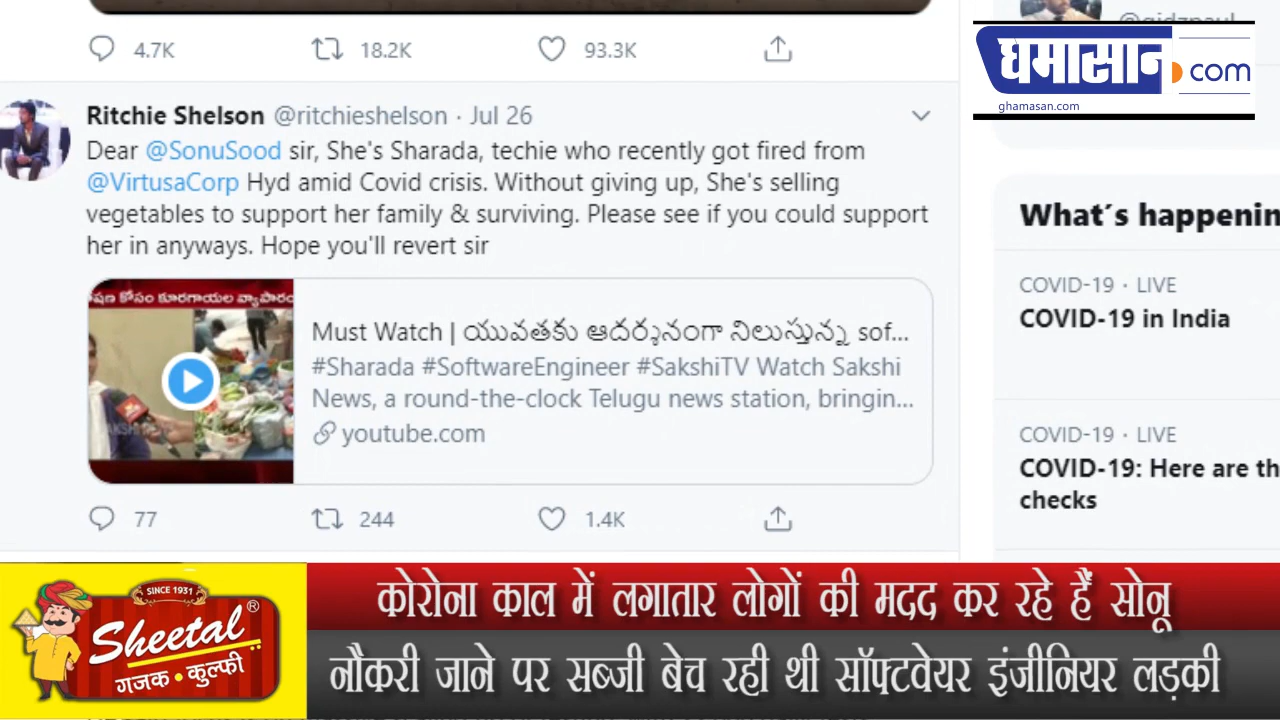 4.7K 18.2K 93.3K
घमासान.com
ghamasan.com
Ritchie Shelson @ritchieshelson · Jul 26
Dear @SonuSood sir, She's Sharada, techie who recently got fired from
@VirtusaCorp Hyd amid Covid crisis. Without giving up, She's selling
vegetables to support her family & surviving. Please see if you could support
her in anyways. Hope you'll revert sir
షణ కోసం కూరగాయల వ్యాపారం
Must Watch | యువతకు ఆదర్శనంగా నిలుస్తున్న sof...
#Sharada #SoftwareEngineer #SakshiTV Watch Sakshi
News, a round-the-clock Telugu news station, bringin...
youtube.com
77 244 1.4K
What's happenin
COVID-19 · LIVE
COVID-19 in India
COVID-19 · LIVE
COVID-19: Here are th
checks
SINCE 1931
Sheetal®
गजक • कुल्फी
कोरोना काल में लगातार लोगों की मदद कर रहे हैं सोनू
नौकरी जाने पर सब्जी बेच रही थी सॉफ्टवेयर इंजीनियर लड़की